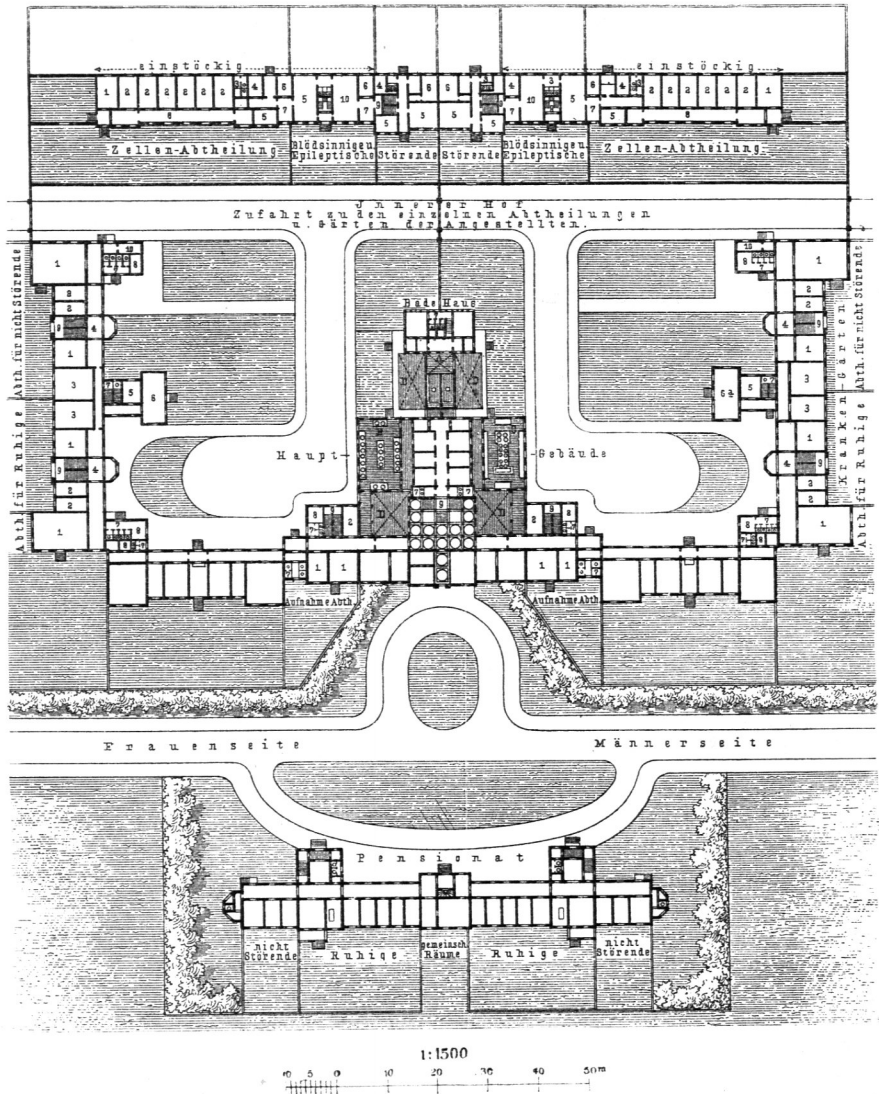 einstöckig einstöckig
Zellen-Abtheilung
Blödsinnige u.
Epileptische
Störende
Störende
Blödsinnige u.
Epileptische
Zellen-Abtheilung
Innerer Hof
Zufahrt zu den einzelnen Abtheilungen
u. Gärten der Angestellten.
Abth. für nicht Störende
Abth. für Ruhige
Bade Haus
Haupt-Gebäude
Kranken-Gärten
Abth. für nicht Störende
Abth. für Ruhige
Aufnahme Abth.
Aufnahme Abth.
Frauenseite Männerseite
Pensionat
nicht
Störende
Ruhige
gemeinsch.
Räume
Ruhige
nicht
Störende
1:1500
10 5 0 10 20 30 40 50m